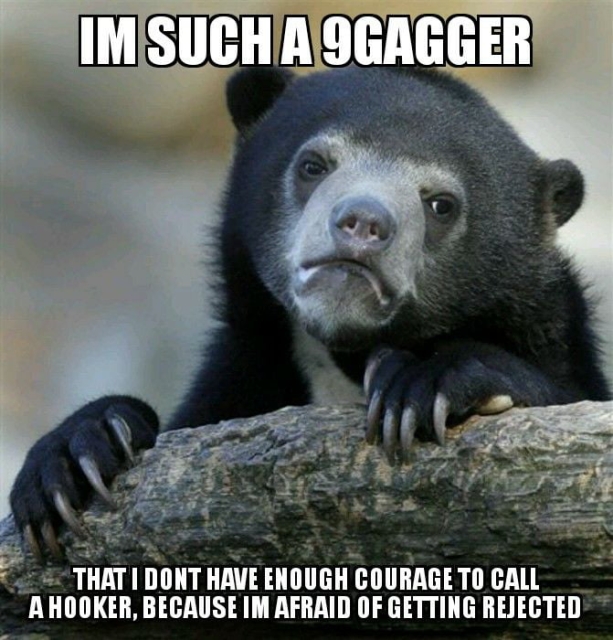 IM SUCH A 9GAGGER
THAT I DONT HAVE ENOUGH COURAGE TO CALL
A HOOKER, BECAUSE IM AFRAID OF GETTING REJECTED